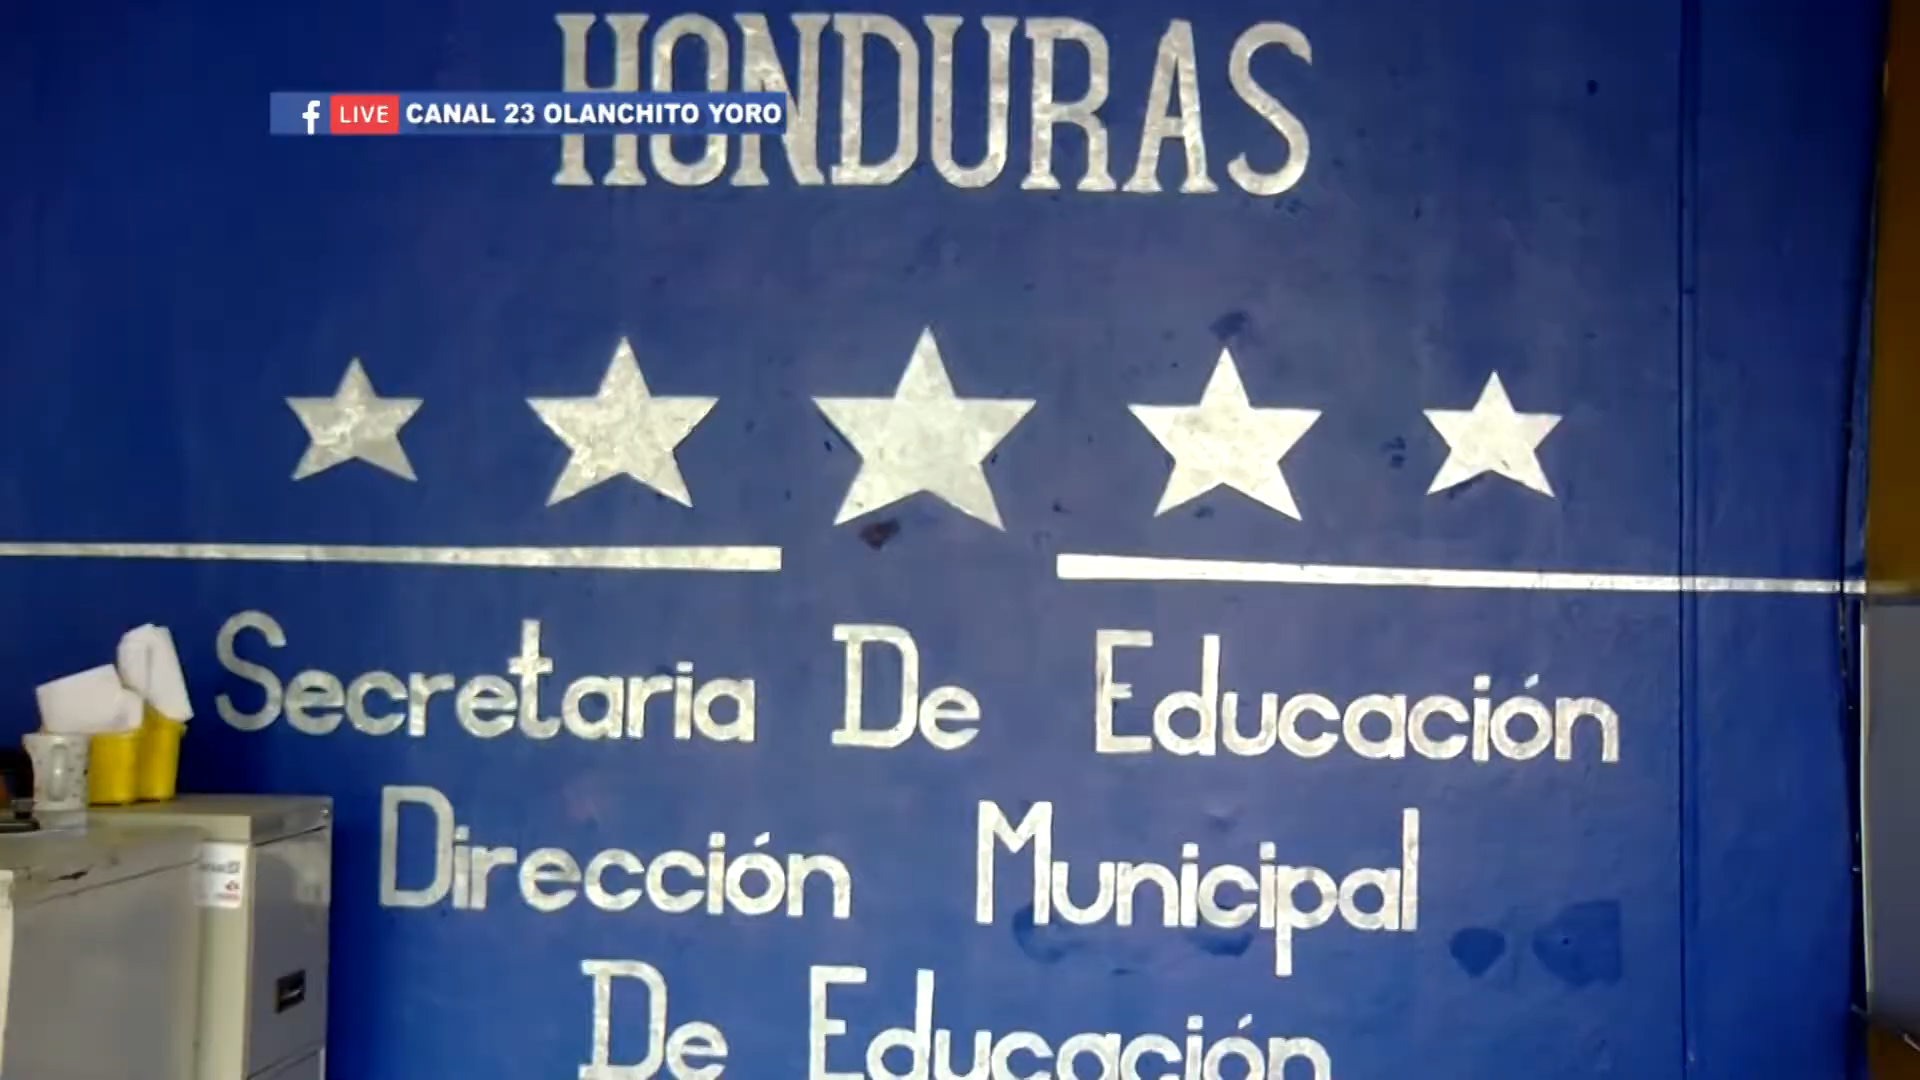 HONDURAS
f LIVE CANAL 23 OLANCHITO YORO
Secretaria De Educación
Dirección Municipal
De Educación